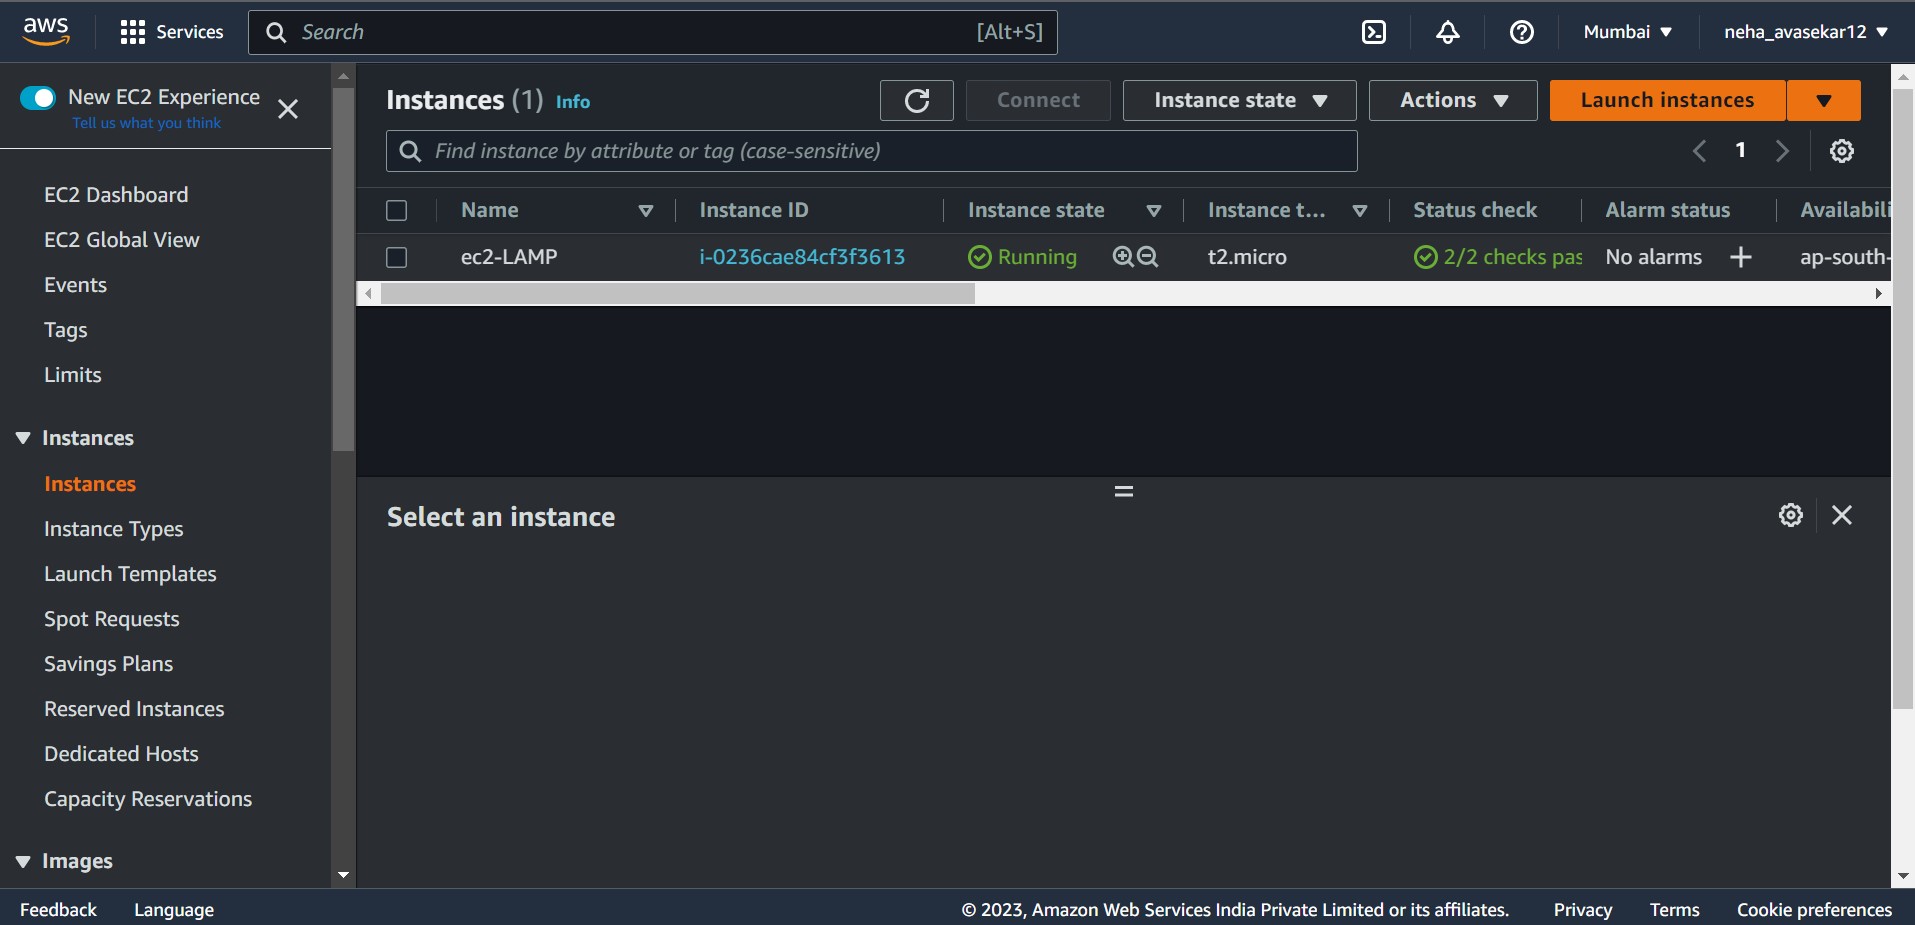 aws
Services
Search [Alt+S]
Mumbai
neha_avasekar12
New EC2 Experience
Tell us what you think
EC2 Dashboard
EC2 Global View
Events
Tags
Limits
Instances
Instances
Instance Types
Launch Templates
Spot Requests
Savings Plans
Reserved Instances
Dedicated Hosts
Capacity Reservations
Images
Instances (1) Info
Connect
Instance state
Actions
Launch instances
Find instance by attribute or tag (case-sensitive)
1
Name Instance ID Instance state Instance t... Status check Alarm status Availabili
ec2-LAMP i-0236cae84cf3f3613 Running t2.micro 2/2 checks pas No alarms + ap-south-
Select an instance
Feedback Language © 2023, Amazon Web Services India Private Limited or its affiliates. Privacy Terms Cookie preferences